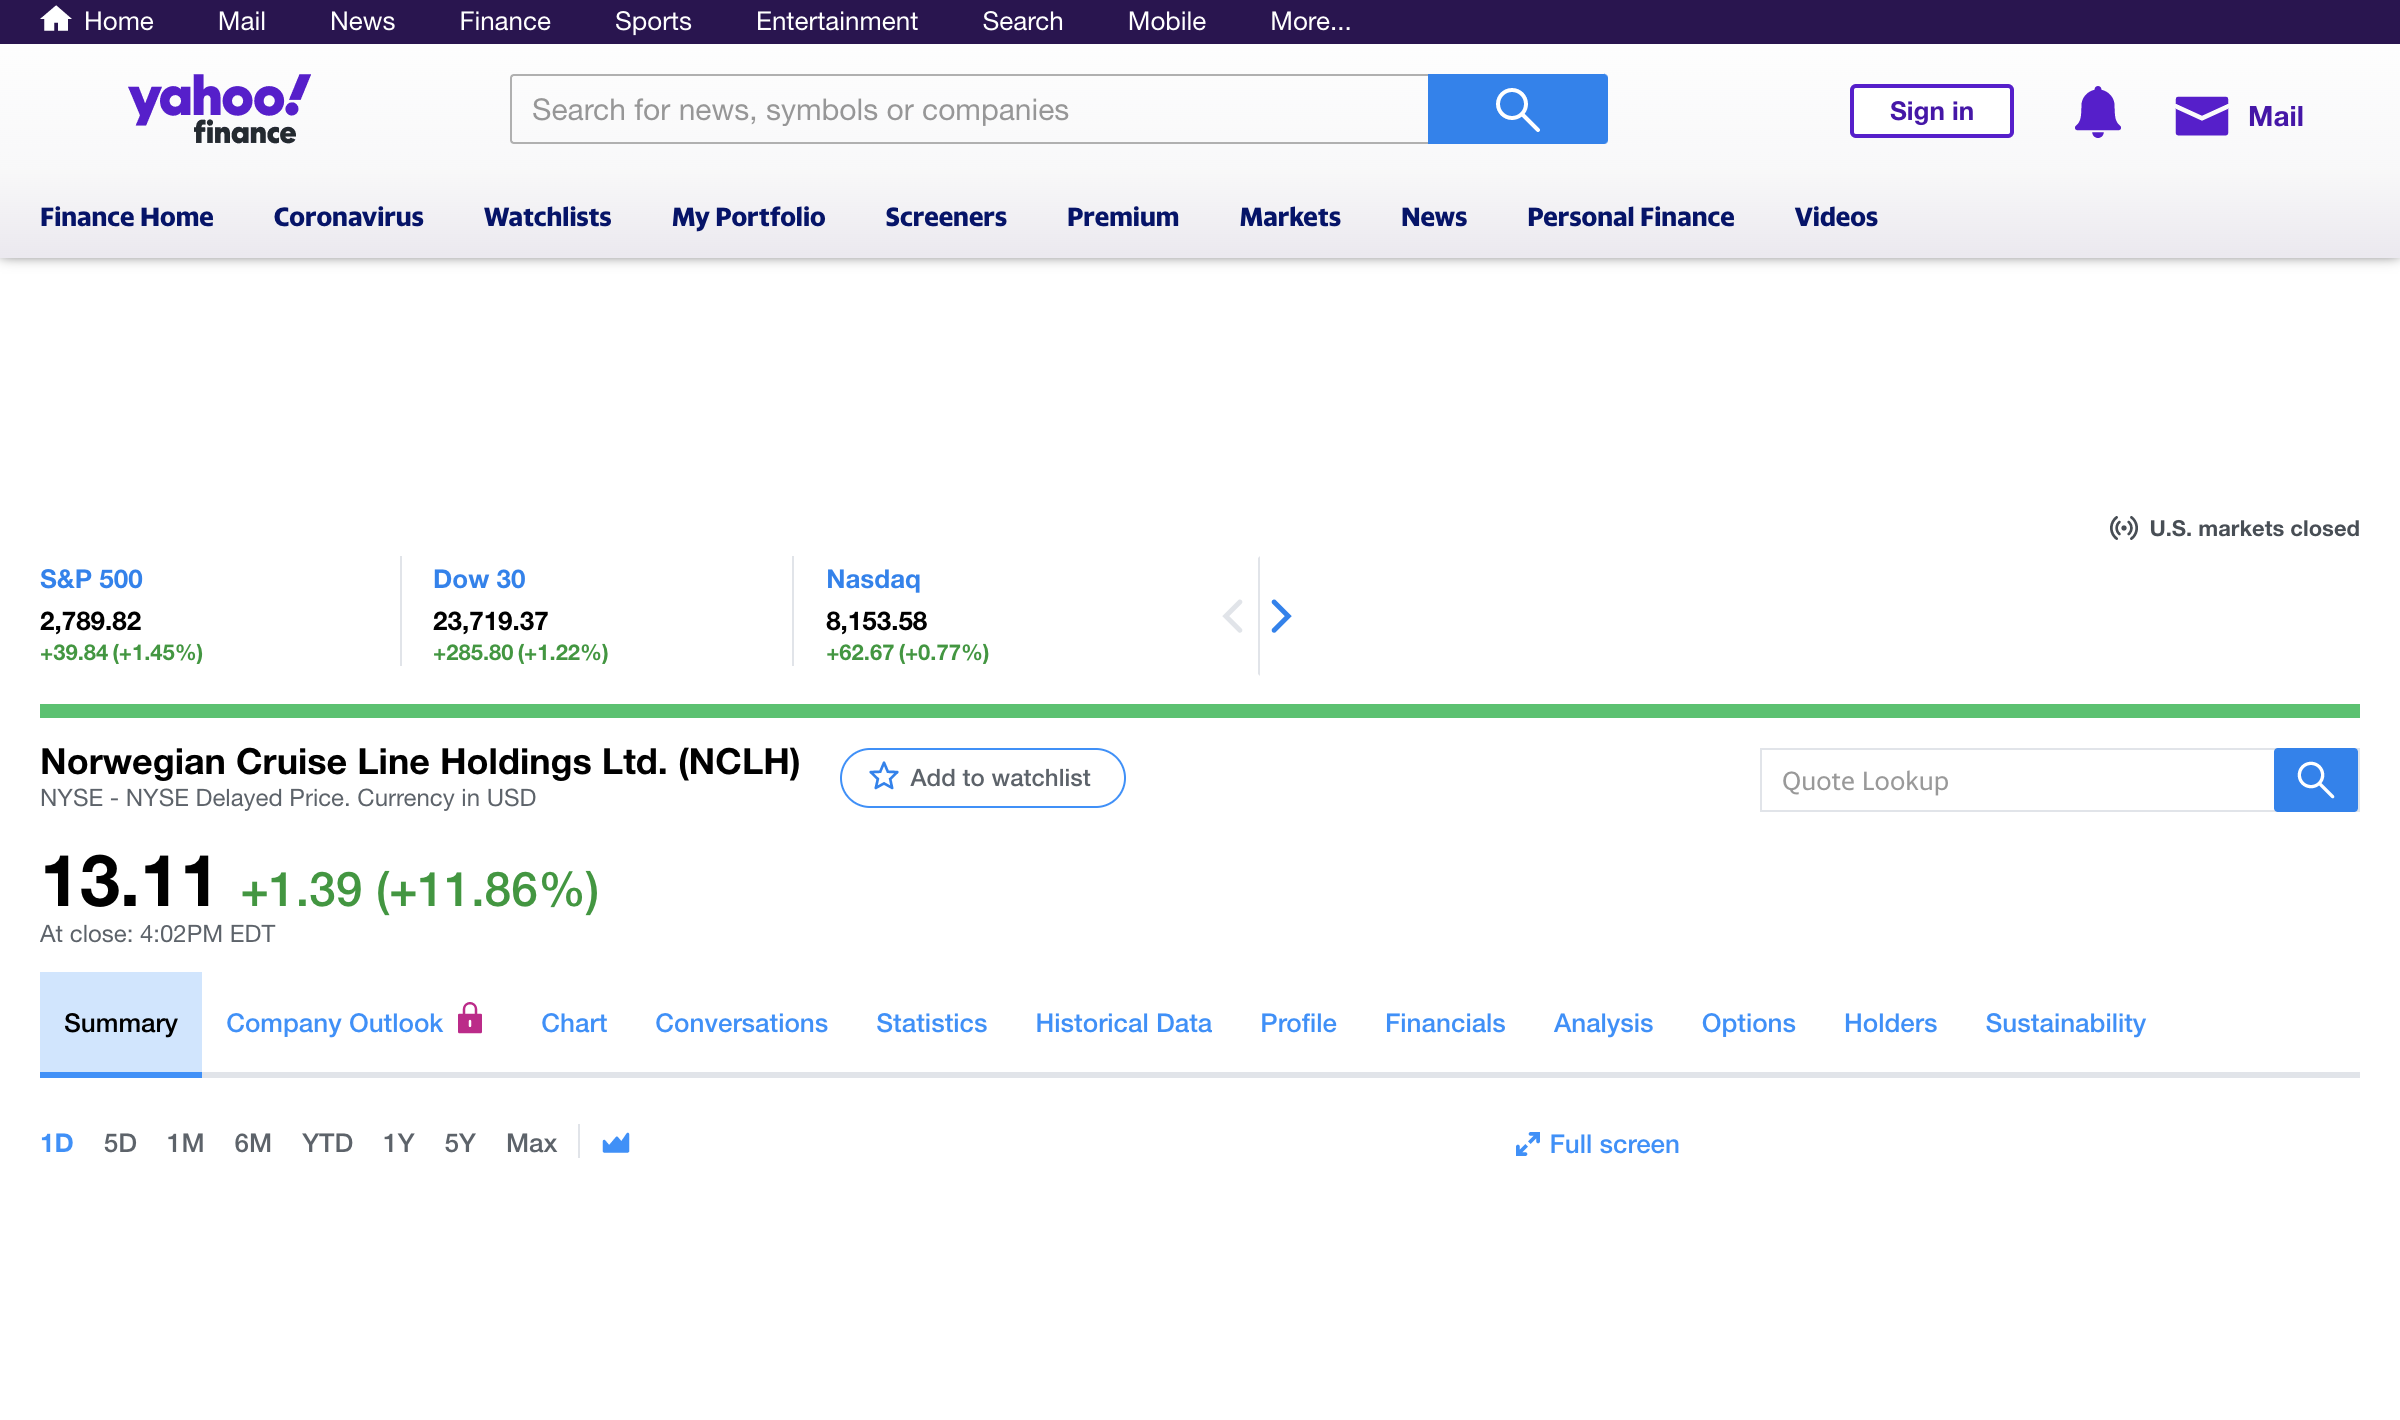 Home Mail News Finance Sports Entertainment Search Mobile More...
yahoo! finance
Search for news, symbols or companies
Sign in
Mail
Finance Home Coronavirus Watchlists My Portfolio Screeners Premium Markets News Personal Finance Videos
U.S. markets closed
S&P 500
2,789.82
+39.84 (+1.45%)
Dow 30
23,719.37
+285.80 (+1.22%)
Nasdaq
8,153.58
+62.67 (+0.77%)
Norwegian Cruise Line Holdings Ltd. (NCLH)
NYSE - NYSE Delayed Price. Currency in USD
Add to watchlist
Quote Lookup
13.11 +1.39 (+11.86%)
At close: 4:02PM EDT
Summary Company Outlook Chart Conversations Statistics Historical Data Profile Financials Analysis Options Holders Sustainability
1D 5D 1M 6M YTD 1Y 5Y Max
Full screen